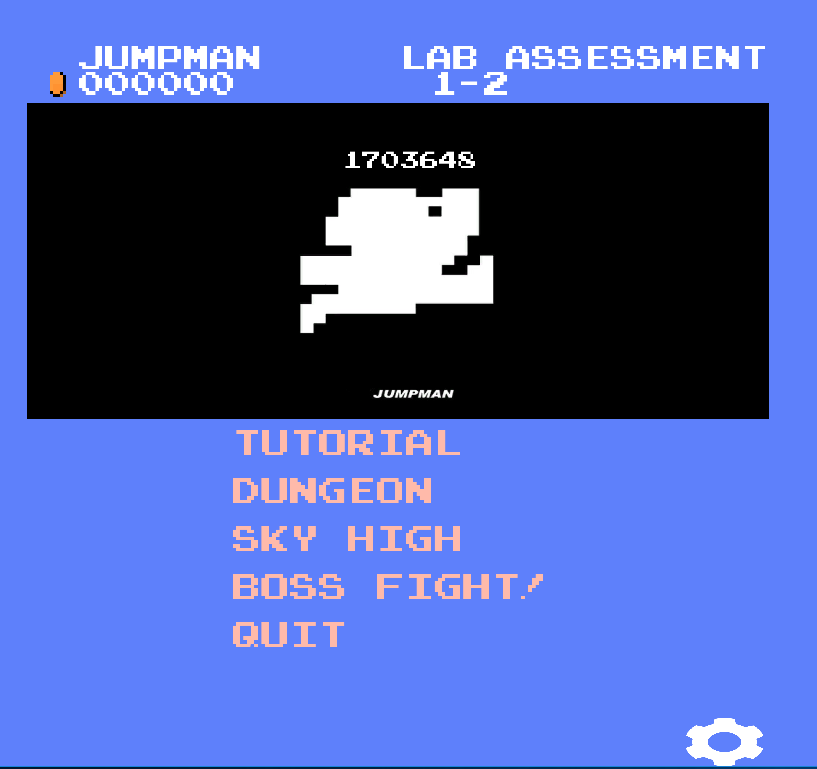 JUMPMAN LAB ASSESSMENT
000000 1-2
1703648
JUMPMAN
TUTORIAL
DUNGEON
SKY HIGH
BOSS FIGHT!
QUIT